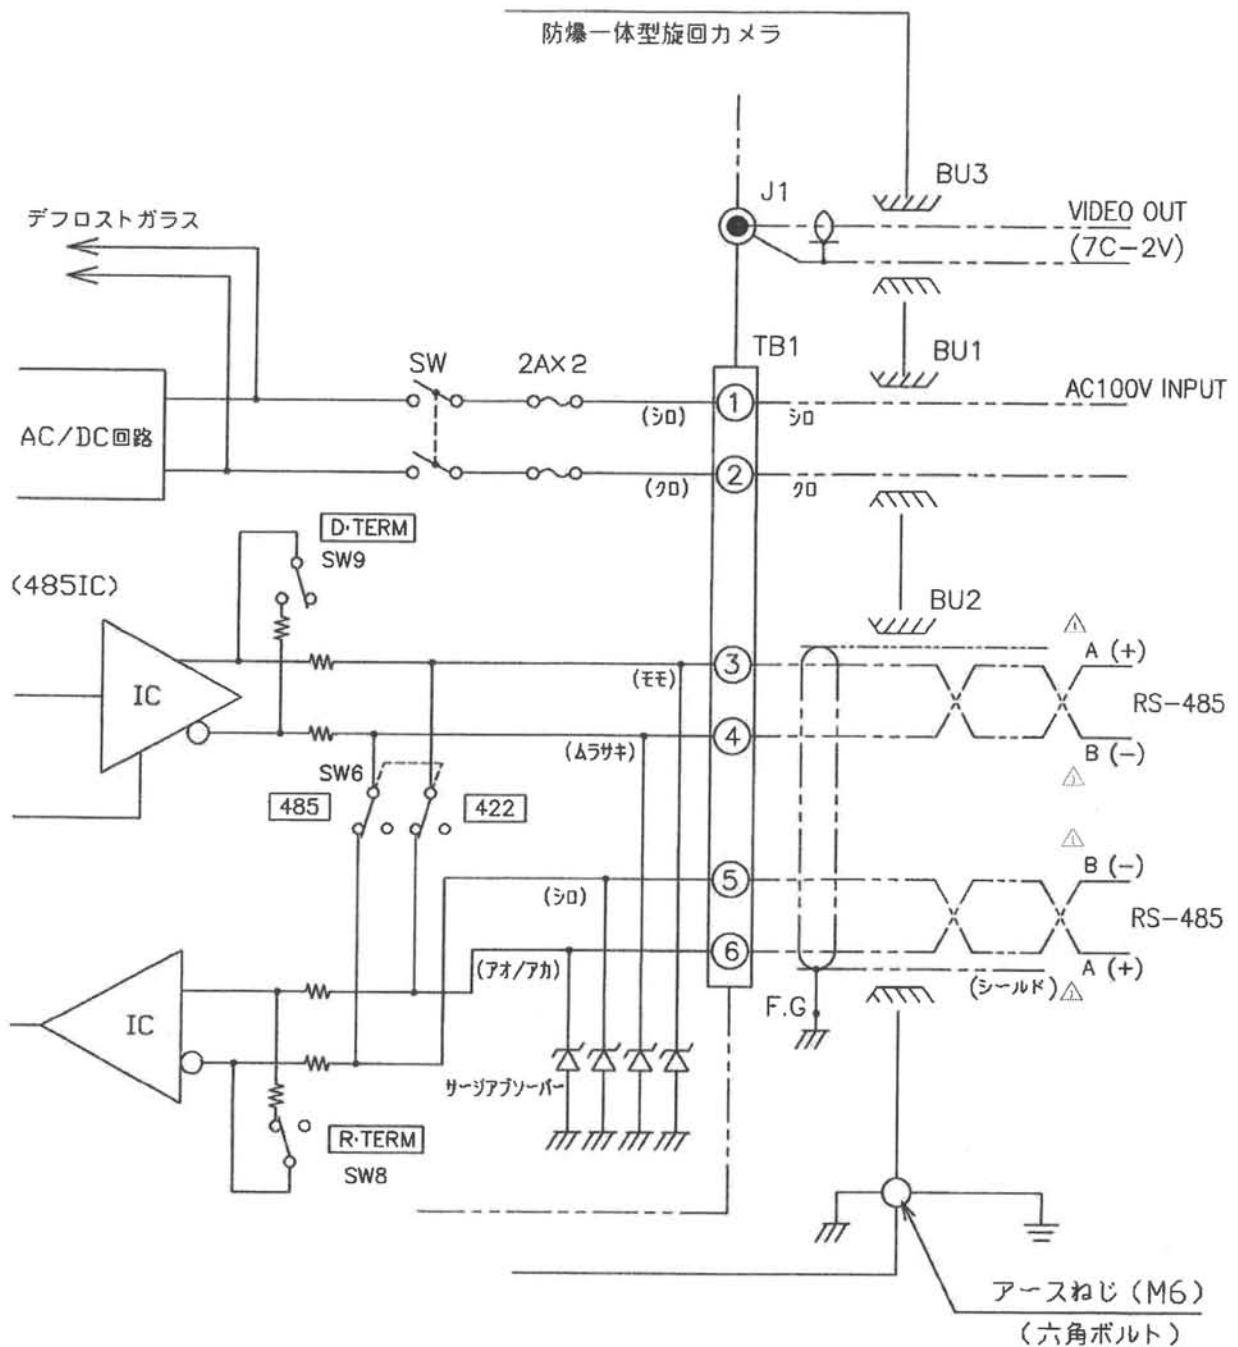 防爆一体型旋回カメラ
BU3
J1
VIDEO OUT
(7C-2V)
デフロストガラス
TB1
BU1
SW
2A×2
AC100V INPUT
(シロ)
①
シロ
AC/DC回路
(クロ)
②
クロ
D·TERM
SW9
(485IC)
BU2
IC
(モモ)
③
A (+)
RS-485
(ムラサキ)
④
B (-)
SW6
485
422
B (-)
(シロ)
⑤
RS-485
(アオ/アカ)
⑥
A (+)
(シールド)
F.G
IC
サージアブソーバー
R·TERM
SW8
アースねじ (M6)
(六角ボルト)